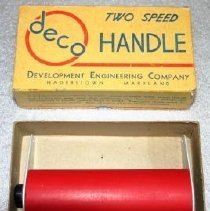 TWO SPEED
deco HANDLE
DEVELOPMENT ENGINEERING COMPANY
HAGERSTOWN MARYLAND